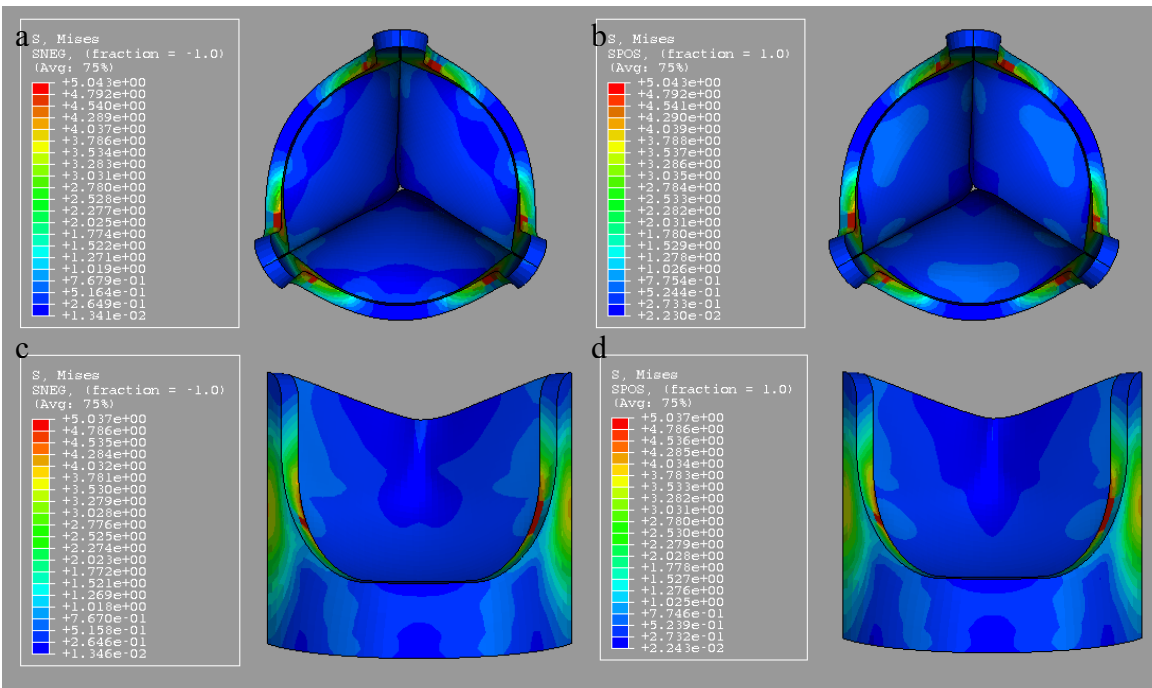 a
S, Mises
SNEG, (fraction = -1.0)
(Avg: 75%)
+5.043e+00
+4.792e+00
+4.540e+00
+4.289e+00
+4.037e+00
+3.786e+00
+3.534e+00
+3.283e+00
+3.031e+00
+2.780e+00
+2.528e+00
+2.277e+00
+2.025e+00
+1.774e+00
+1.522e+00
+1.271e+00
+1.019e+00
+7.679e-01
+5.164e-01
+2.649e-01
+1.341e-02
b
S, Mises
SPOS, (fraction = 1.0)
(Avg: 75%)
+5.043e+00
+4.792e+00
+4.541e+00
+4.290e+00
+4.039e+00
+3.788e+00
+3.537e+00
+3.286e+00
+3.035e+00
+2.784e+00
+2.533e+00
+2.282e+00
+2.031e+00
+1.780e+00
+1.529e+00
+1.278e+00
+1.026e+00
+7.754e-01
+5.244e-01
+2.733e-01
+2.230e-02
c
S, Mises
SNEG, (fraction = -1.0)
(Avg: 75%)
+5.037e+00
+4.786e+00
+4.535e+00
+4.284e+00
+4.032e+00
+3.781e+00
+3.530e+00
+3.279e+00
+3.028e+00
+2.776e+00
+2.525e+00
+2.274e+00
+2.023e+00
+1.772e+00
+1.521e+00
+1.269e+00
+1.018e+00
+7.670e-01
+5.158e-01
+2.646e-01
+1.346e-02
d
S, Mises
SPOS, (fraction = 1.0)
(Avg: 75%)
+5.037e+00
+4.786e+00
+4.536e+00
+4.285e+00
+4.034e+00
+3.783e+00
+3.533e+00
+3.282e+00
+3.031e+00
+2.780e+00
+2.530e+00
+2.279e+00
+2.028e+00
+1.778e+00
+1.527e+00
+1.276e+00
+1.025e+00
+7.746e-01
+5.239e-01
+2.732e-01
+2.243e-02